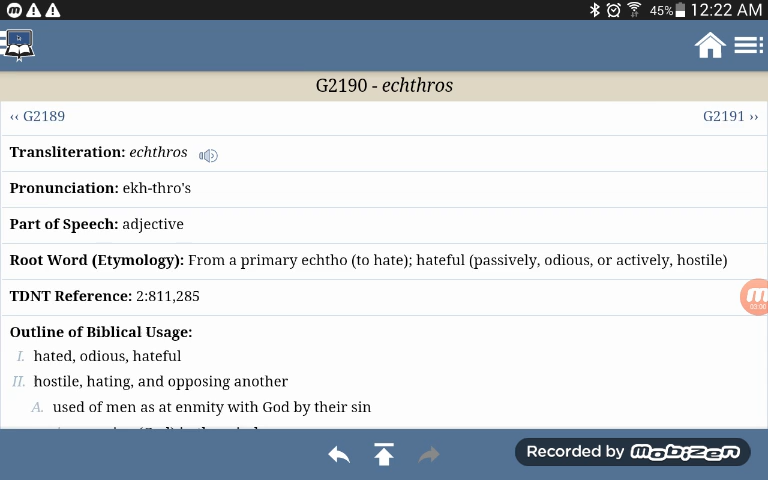 45% 12:22 AM
G2190 - echthros
‹‹ G2189
G2191 ››
Transliteration: echthros
Pronunciation: ekh-thro's
Part of Speech: adjective
Root Word (Etymology): From a primary echtho (to hate); hateful (passively, odious, or actively, hostile)
TDNT Reference: 2:811,285
Outline of Biblical Usage:
I. hated, odious, hateful
II. hostile, hating, and opposing another
A. used of men as at enmity with God by their sin
Recorded by mobizen